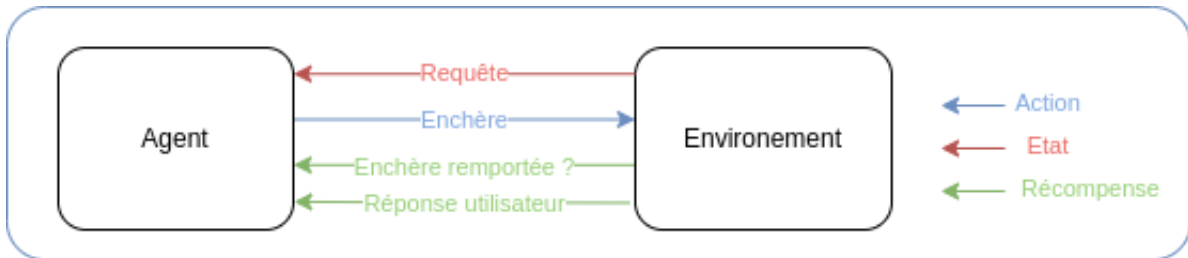 Requête
Agent
Enchère
Environement
Enchère remportée ?
Réponse utilisateur
Action
Etat
Récompense